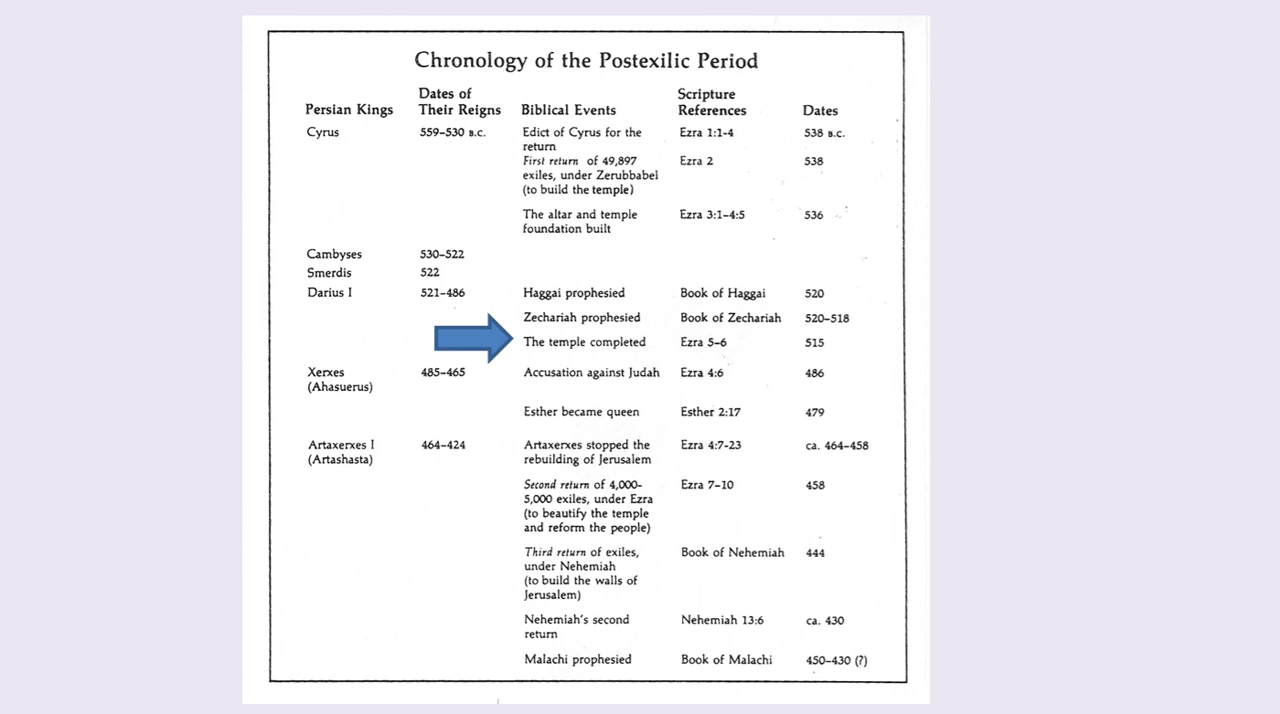 Chronology of the Postexilic Period
Persian Kings Dates of Their Reigns Biblical Events Scripture References Dates
Cyrus 559–530 B.C. Edict of Cyrus for the return Ezra 1:1-4 538 B.C.
First return of 49,897 exiles, under Zerubbabel (to build the temple) Ezra 2 538
The altar and temple foundation built Ezra 3:1-4:5 536
Cambyses 530–522
Smerdis 522
Darius I 521–486 Haggai prophesied Book of Haggai 520
Zechariah prophesied Book of Zechariah 520–518
The temple completed Ezra 5–6 515
Xerxes (Ahasuerus) 485–465 Accusation against Judah Ezra 4:6 486
Esther became queen Esther 2:17 479
Artaxerxes I (Artashasta) 464–424 Artaxerxes stopped the rebuilding of Jerusalem Ezra 4:7-23 ca. 464–458
Second return of 4,000-5,000 exiles, under Ezra (to beautify the temple and reform the people) Ezra 7–10 458
Third return of exiles, under Nehemiah (to build the walls of Jerusalem) Book of Nehemiah 444
Nehemiah's second return Nehemiah 13:6 ca. 430
Malachi prophesied Book of Malachi 450–430 (?)